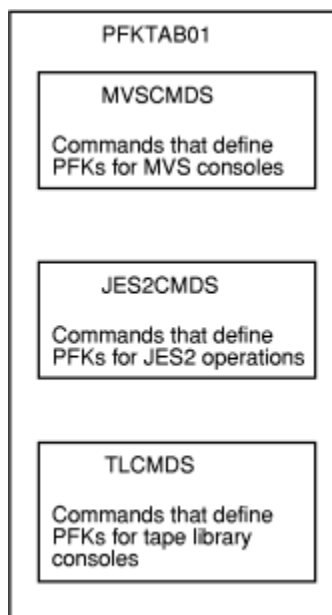 PFKTAB01
MVSCMDS
Commands that define
PFKs for MVS consoles
JES2CMDS
Commands that define
PFKs for JES2 operations
TLCMDS
Commands that define
PFKs for tape library
consoles